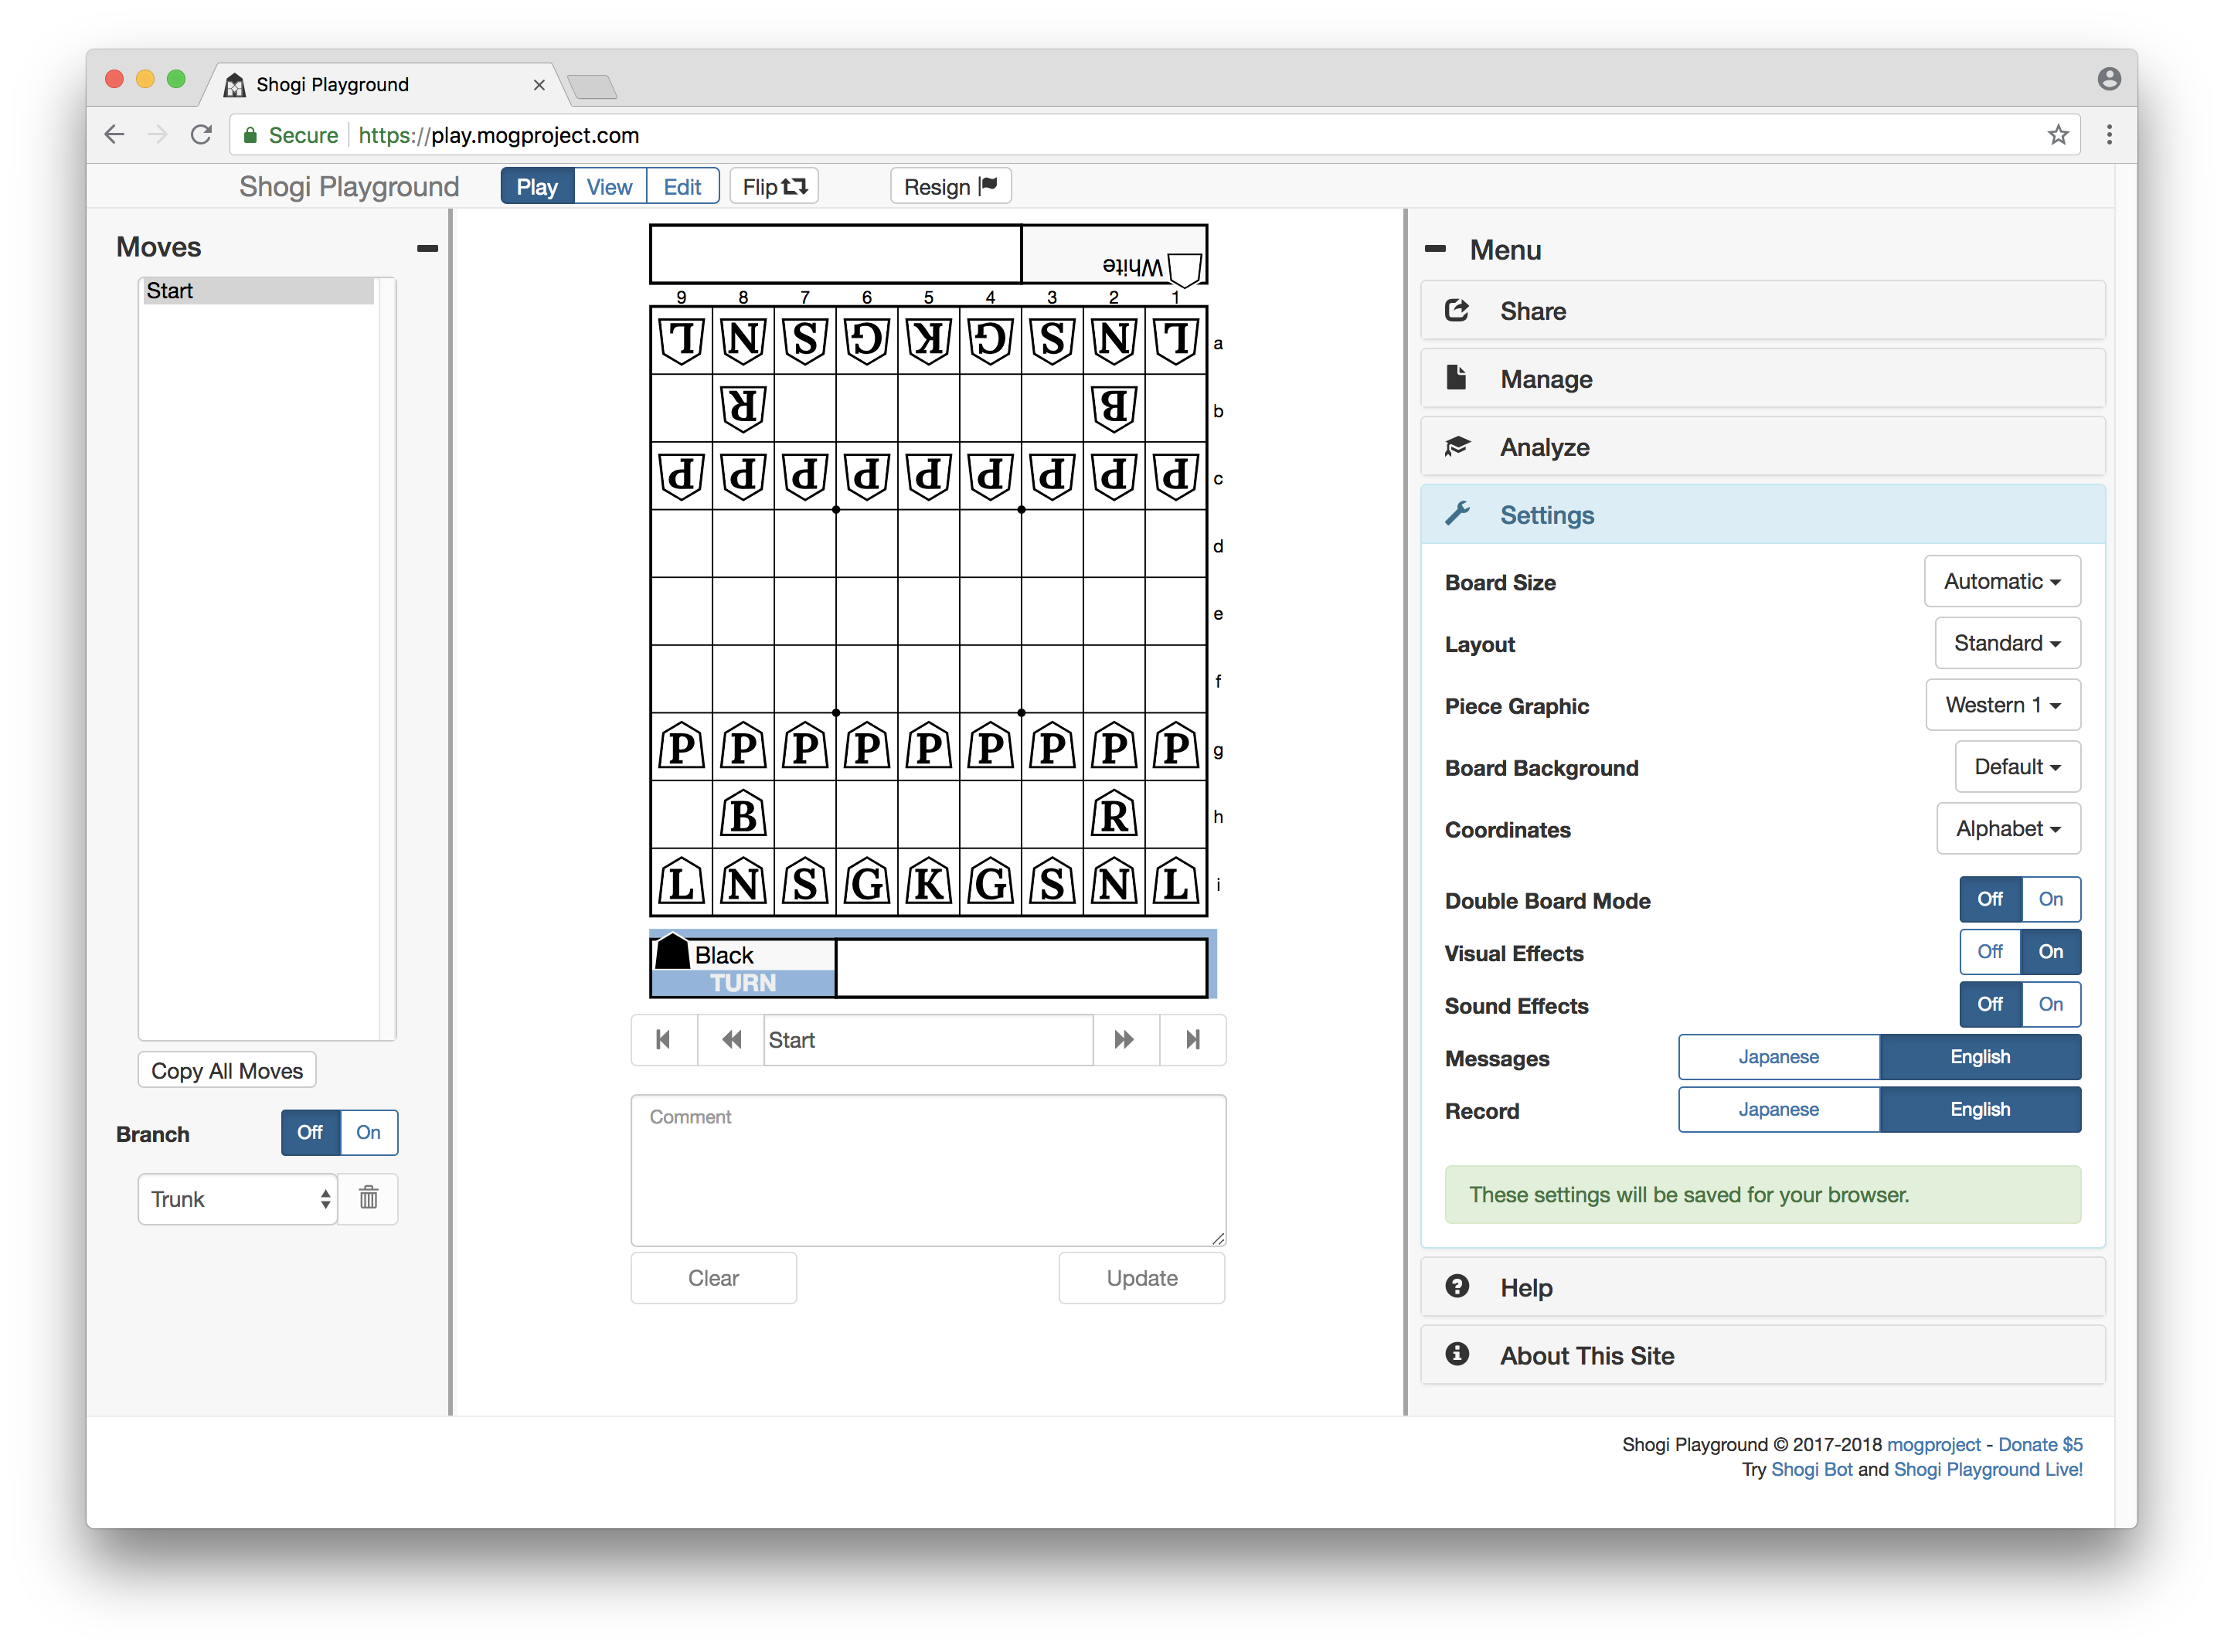 Shogi Playground
Secure https://play.mogproject.com
Shogi Playground Play View Edit Flip Resign
Moves
Start
Copy All Moves
Branch Off On
Trunk
White
9 8 7 6 5 4 3 2 1
L N S G K G S N L a
R B b
P P P P P P P P P c
d
e
f
P P P P P P P P P g
B R h
L N S G K G S N L i
Black
TURN
Start
Comment
Clear Update
Menu
Share
Manage
Analyze
Settings
Board Size Automatic
Layout Standard
Piece Graphic Western 1
Board Background Default
Coordinates Alphabet
Double Board Mode Off On
Visual Effects Off On
Sound Effects Off On
Messages Japanese English
Record Japanese English
These settings will be saved for your browser.
Help
About This Site
Shogi Playground © 2017-2018 mogproject - Donate $5
Try Shogi Bot and Shogi Playground Live!